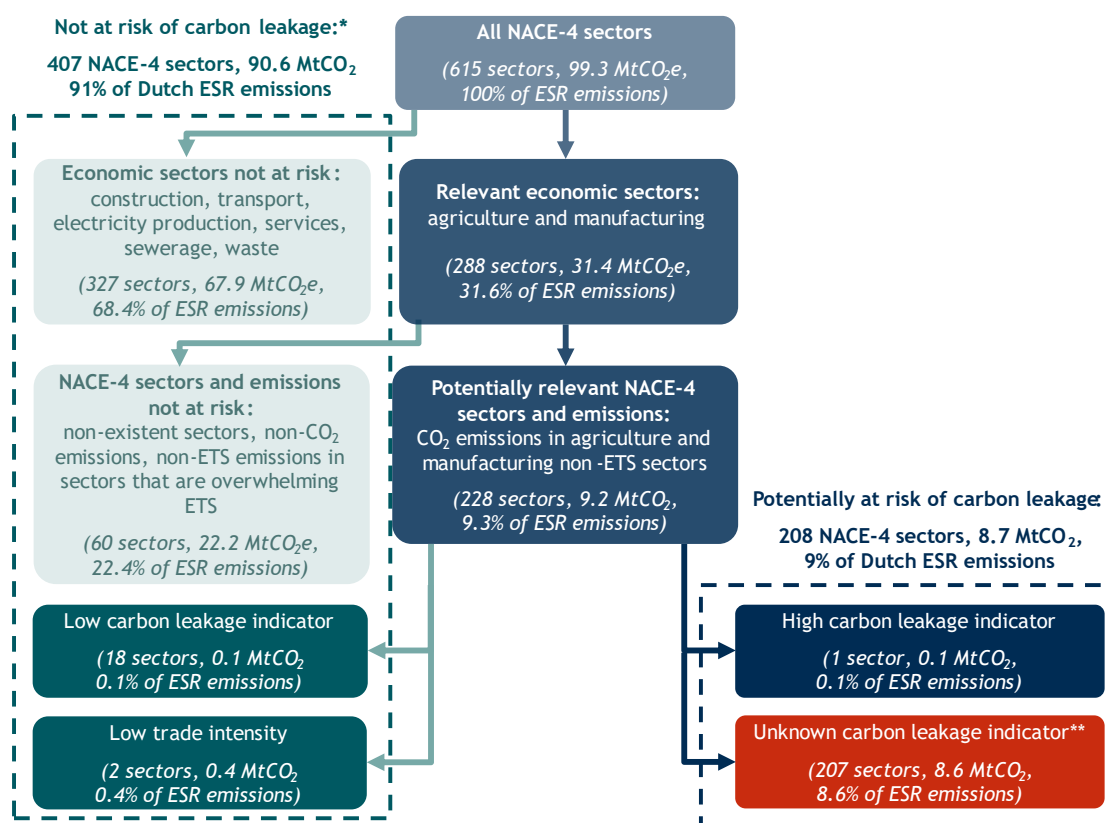 Not at risk of carbon leakage:*
407 NACE-4 sectors, 90.6 MtCO₂
91% of Dutch ESR emissions
All NACE-4 sectors
(615 sectors, 99.3 MtCO₂e,
100% of ESR emissions)
Economic sectors not at risk:
construction, transport,
electricity production, services,
sewerage, waste
(327 sectors, 67.9 MtCO₂e,
68.4% of ESR emissions)
Relevant economic sectors:
agriculture and manufacturing
(288 sectors, 31.4 MtCO₂e,
31.6% of ESR emissions)
NACE-4 sectors and emissions
not at risk:
non-existent sectors, non-CO₂
emissions, non-ETS emissions in
sectors that are overwhelming
ETS
(60 sectors, 22.2 MtCO₂e,
22.4% of ESR emissions)
Potentially relevant NACE-4
sectors and emissions:
CO₂ emissions in agriculture and
manufacturing non -ETS sectors
(228 sectors, 9.2 MtCO₂,
9.3% of ESR emissions)
Potentially at risk of carbon leakage:
208 NACE-4 sectors, 8.7 MtCO₂,
9% of Dutch ESR emissions
Low carbon leakage indicator
(18 sectors, 0.1 MtCO₂
0.1% of ESR emissions)
High carbon leakage indicator
(1 sector, 0.1 MtCO₂,
0.1% of ESR emissions)
Low trade intensity
(2 sectors, 0.4 MtCO₂
0.4% of ESR emissions)
Unknown carbon leakage indicator**
(207 sectors, 8.6 MtCO₂,
8.6% of ESR emissions)